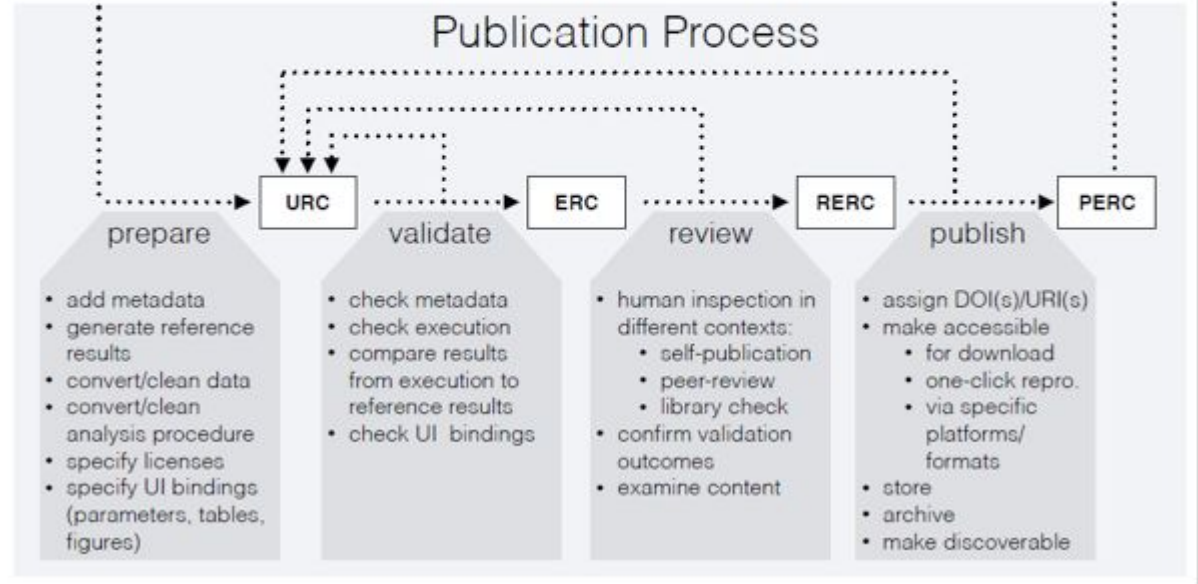 Publication Process
URC
ERC
RERC
PERC
prepare
• add metadata
• generate reference
results
• convert/clean data
• convert/clean
analysis procedure
• specify licenses
• specify UI bindings
(parameters, tables,
figures)
validate
• check metadata
• check execution
• compare results
from execution to
reference results
• check UI bindings
review
• human inspection in
different contexts:
• self-publication
• peer-review
• library check
• confirm validation
outcomes
• examine content
publish
• assign DOI(s)/URI(s)
• make accessible
• for download
• one-click repro.
• via specific
platforms/
formats
• store
• archive
• make discoverable